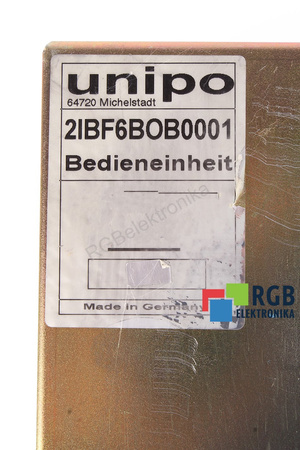 unipo
64720 Michelstadt
2IBF6BOB0001
Bedieneinheit
RGBelektronika
Made in Germany
RGB
ELEKTRONIKA